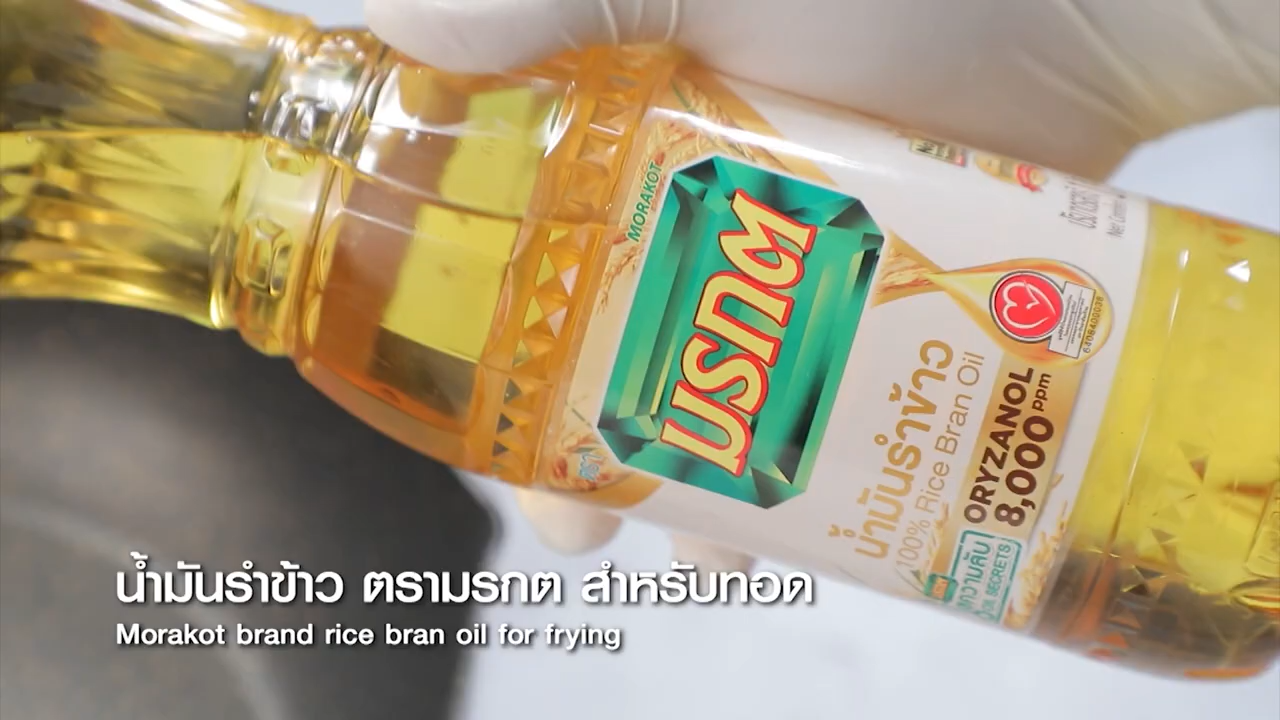 MORAKOT
มรกต
น้ำมันรำข้าว
100% Rice Bran Oil
ORYZANOL
8,000 ppm
6408400038
น้ำมันรำข้าว ตรามรกต สำหรับทอด
Morakot brand rice bran oil for frying